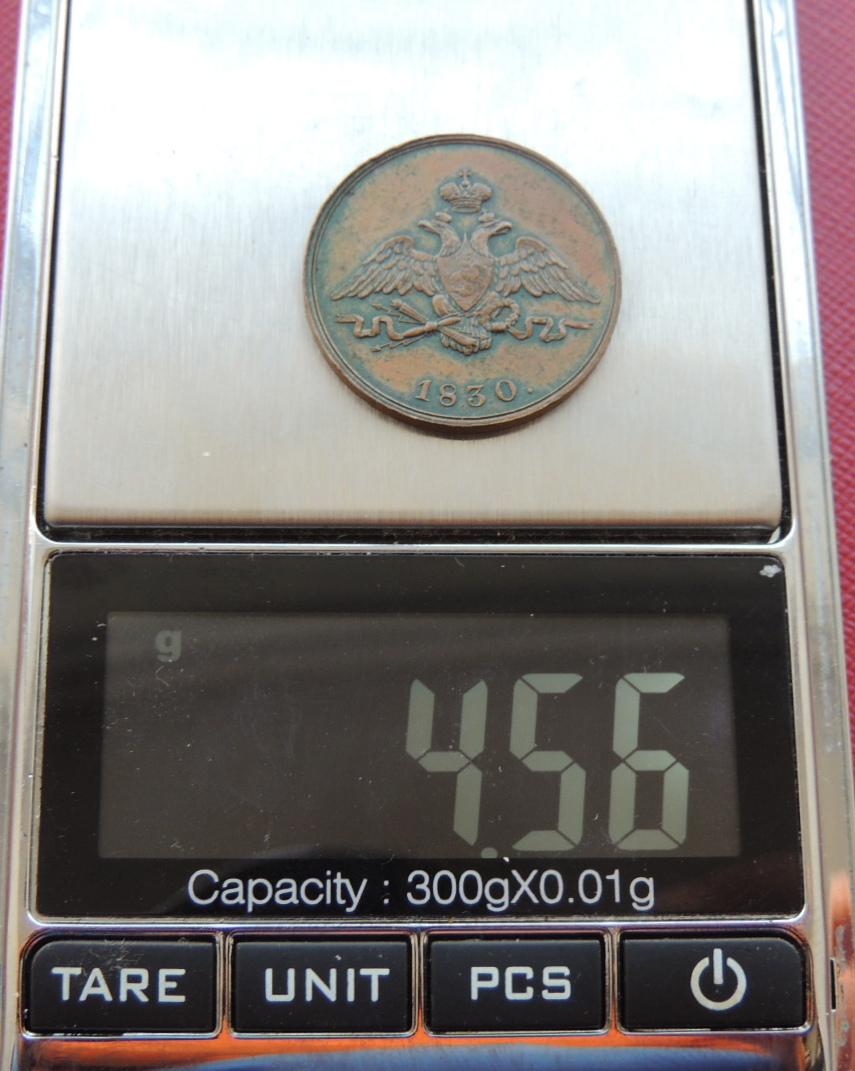 1830.
g
4.56
Capacity : 300gX0.01g
TARE UNIT PCS